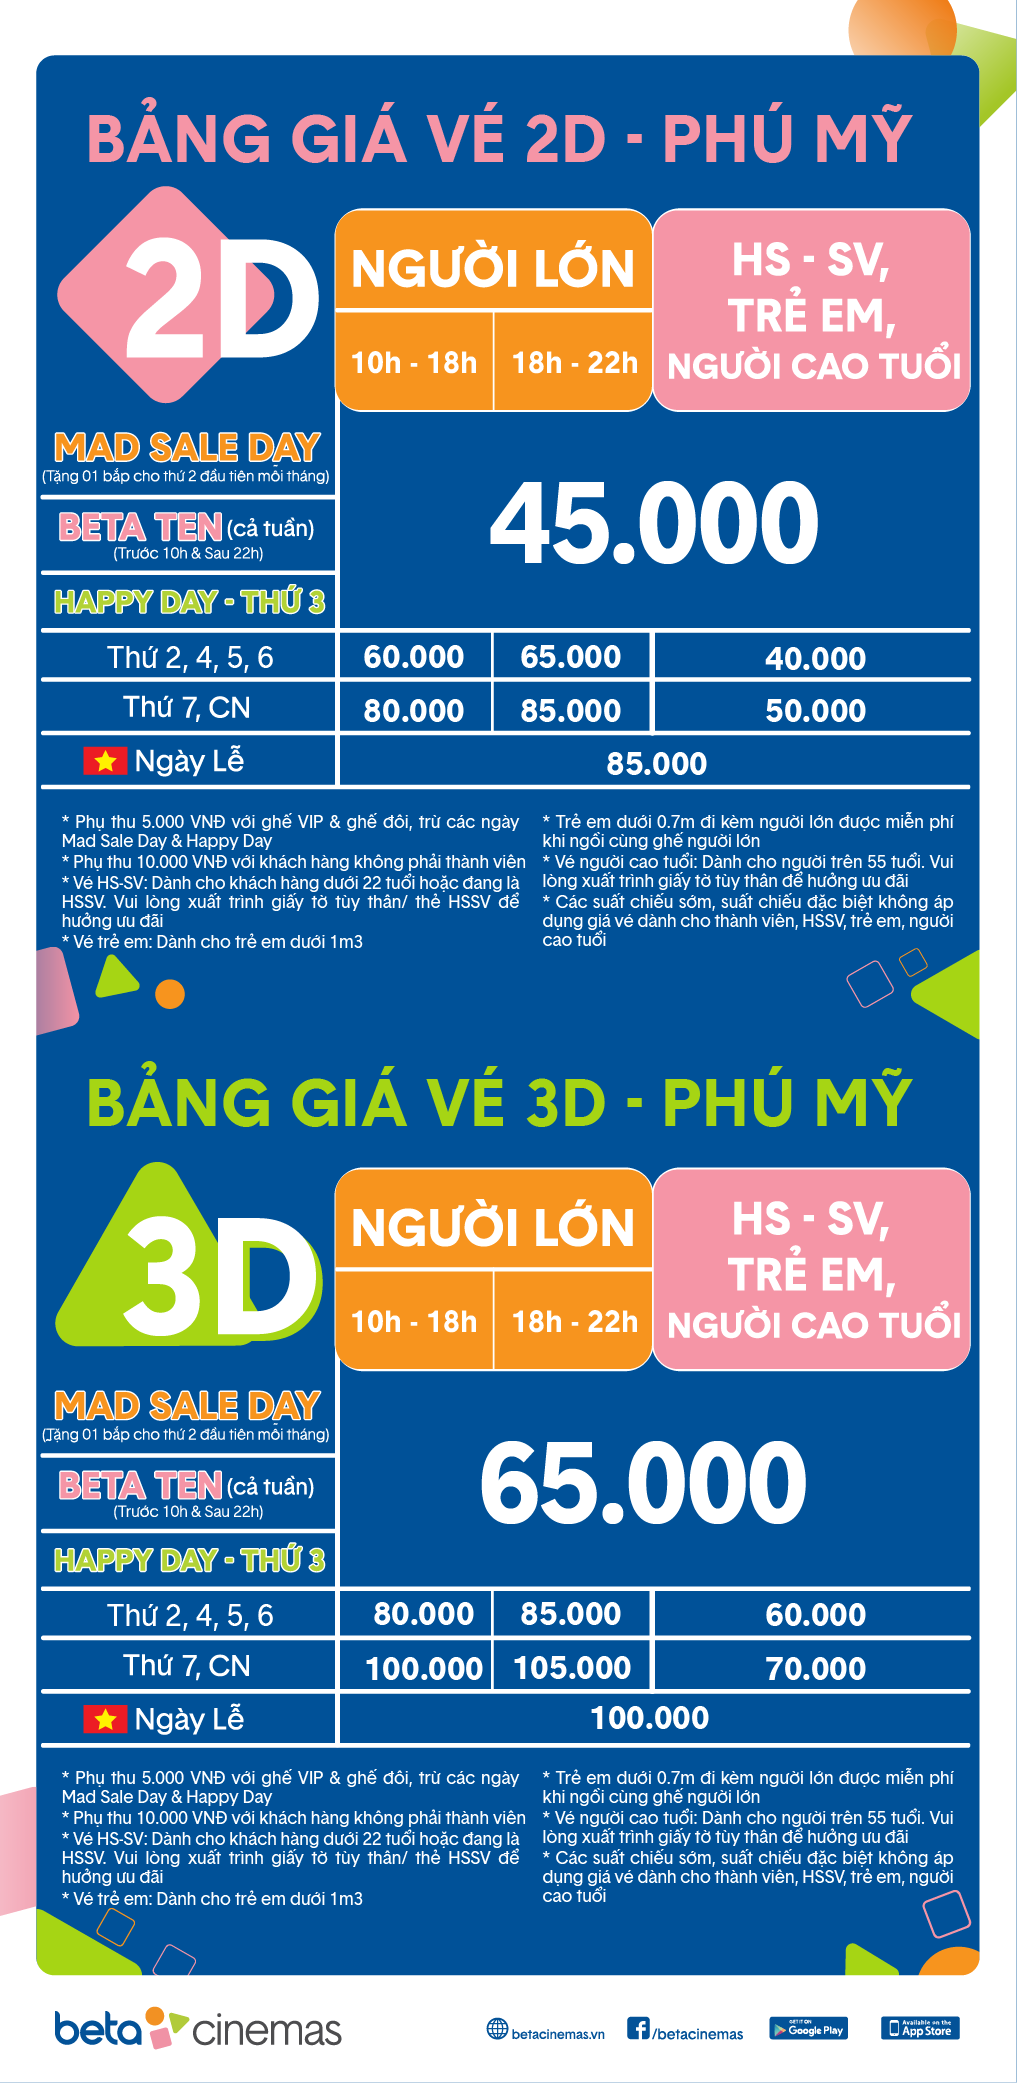 BẢNG GIÁ VÉ 2D - PHÚ MỸ
2D
NGƯỜI LỚN
10h - 18h
18h - 22h
HS - SV,
TRẺ EM,
NGƯỜI CAO TUỔI
MAD SALE DAY
(Tặng 01 bắp cho thứ 2 đầu tiên mỗi tháng)
BETA TEN (cả tuần)
(Trước 10h & Sau 22h)
HAPPY DAY - THỨ 3
45.000
Thứ 2, 4, 5, 6
60.000
65.000
40.000
Thứ 7, CN
80.000
85.000
50.000
Ngày Lễ
85.000
* Phụ thu 5.000 VNĐ với ghế VIP & ghế đôi, trừ các ngày
Mad Sale Day & Happy Day
* Phụ thu 10.000 VNĐ với khách hàng không phải thành viên
* Vé HS-SV: Dành cho khách hàng dưới 22 tuổi hoặc đang là
HSSV. Vui lòng xuất trình giấy tờ tùy thân/ thẻ HSSV để
hưởng ưu đãi
* Vé trẻ em: Dành cho trẻ em dưới 1m3
* Trẻ em dưới 0.7m đi kèm người lớn được miễn phí
khi ngồi cùng ghế người lớn
* Vé người cao tuổi: Dành cho người trên 55 tuổi. Vui
lòng xuất trình giấy tờ tùy thân để hưởng ưu đãi
* Các suất chiếu sớm, suất chiếu đặc biệt không áp
dụng giá vé dành cho thành viên, HSSV, trẻ em, người
cao tuổi
BẢNG GIÁ VÉ 3D - PHÚ MỸ
3D
NGƯỜI LỚN
10h - 18h
18h - 22h
HS - SV,
TRẺ EM,
NGƯỜI CAO TUỔI
MAD SALE DAY
(Tặng 01 bắp cho thứ 2 đầu tiên mỗi tháng)
BETA TEN (cả tuần)
(Trước 10h & Sau 22h)
HAPPY DAY - THỨ 3
65.000
Thứ 2, 4, 5, 6
80.000
85.000
60.000
Thứ 7, CN
100.000
105.000
70.000
Ngày Lễ
100.000
* Phụ thu 5.000 VNĐ với ghế VIP & ghế đôi, trừ các ngày
Mad Sale Day & Happy Day
* Phụ thu 10.000 VNĐ với khách hàng không phải thành viên
* Vé HS-SV: Dành cho khách hàng dưới 22 tuổi hoặc đang là
HSSV. Vui lòng xuất trình giấy tờ tùy thân/ thẻ HSSV để
hưởng ưu đãi
* Vé trẻ em: Dành cho trẻ em dưới 1m3
* Trẻ em dưới 0.7m đi kèm người lớn được miễn phí
khi ngồi cùng ghế người lớn
* Vé người cao tuổi: Dành cho người trên 55 tuổi. Vui
lòng xuất trình giấy tờ tùy thân để hưởng ưu đãi
* Các suất chiếu sớm, suất chiếu đặc biệt không áp
dụng giá vé dành cho thành viên, HSSV, trẻ em, người
cao tuổi
beta cinemas
betacinemas.vn
/betacinemas
GET IT ON
Google Play
Available on the
App Store